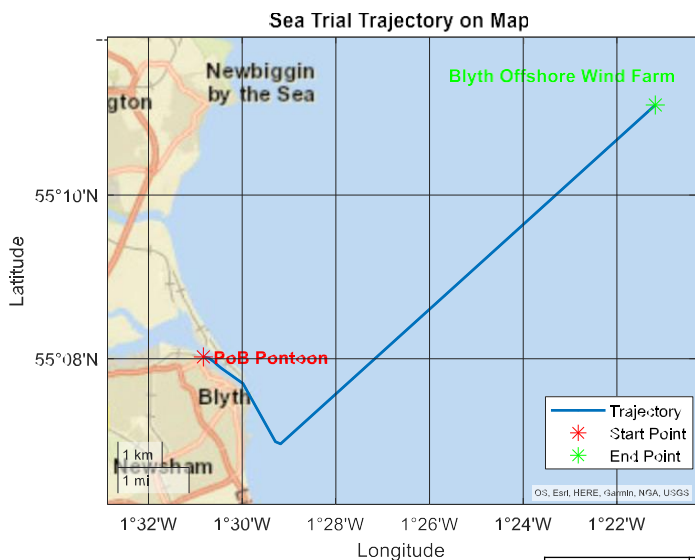 Sea Trial Trajectory on Map
Newbiggin
by the Sea
gton
Blyth Offshore Wind Farm
55°10'N
55°08'N
PoB Pontoon
Blyth
Newsham
1 km
1 mi
Trajectory
Start Point
End Point
OS, Esri, HERE, Garmin, NGA, USGS
1°32'W
1°30'W
1°28'W
1°26'W
1°24'W
1°22'W
Longitude
Latitude